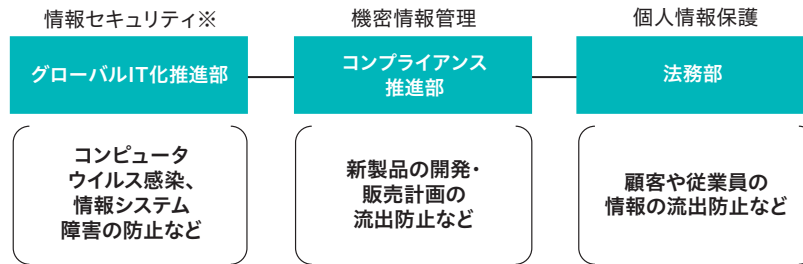 情報セキュリティ※
グローバルIT化推進部
コンピュータ
ウイルス感染、
情報システム
障害の防止など
機密情報管理
コンプライアンス
推進部
新製品の開発・
販売計画の
流出防止など
個人情報保護
法務部
顧客や従業員の
情報の流出防止など